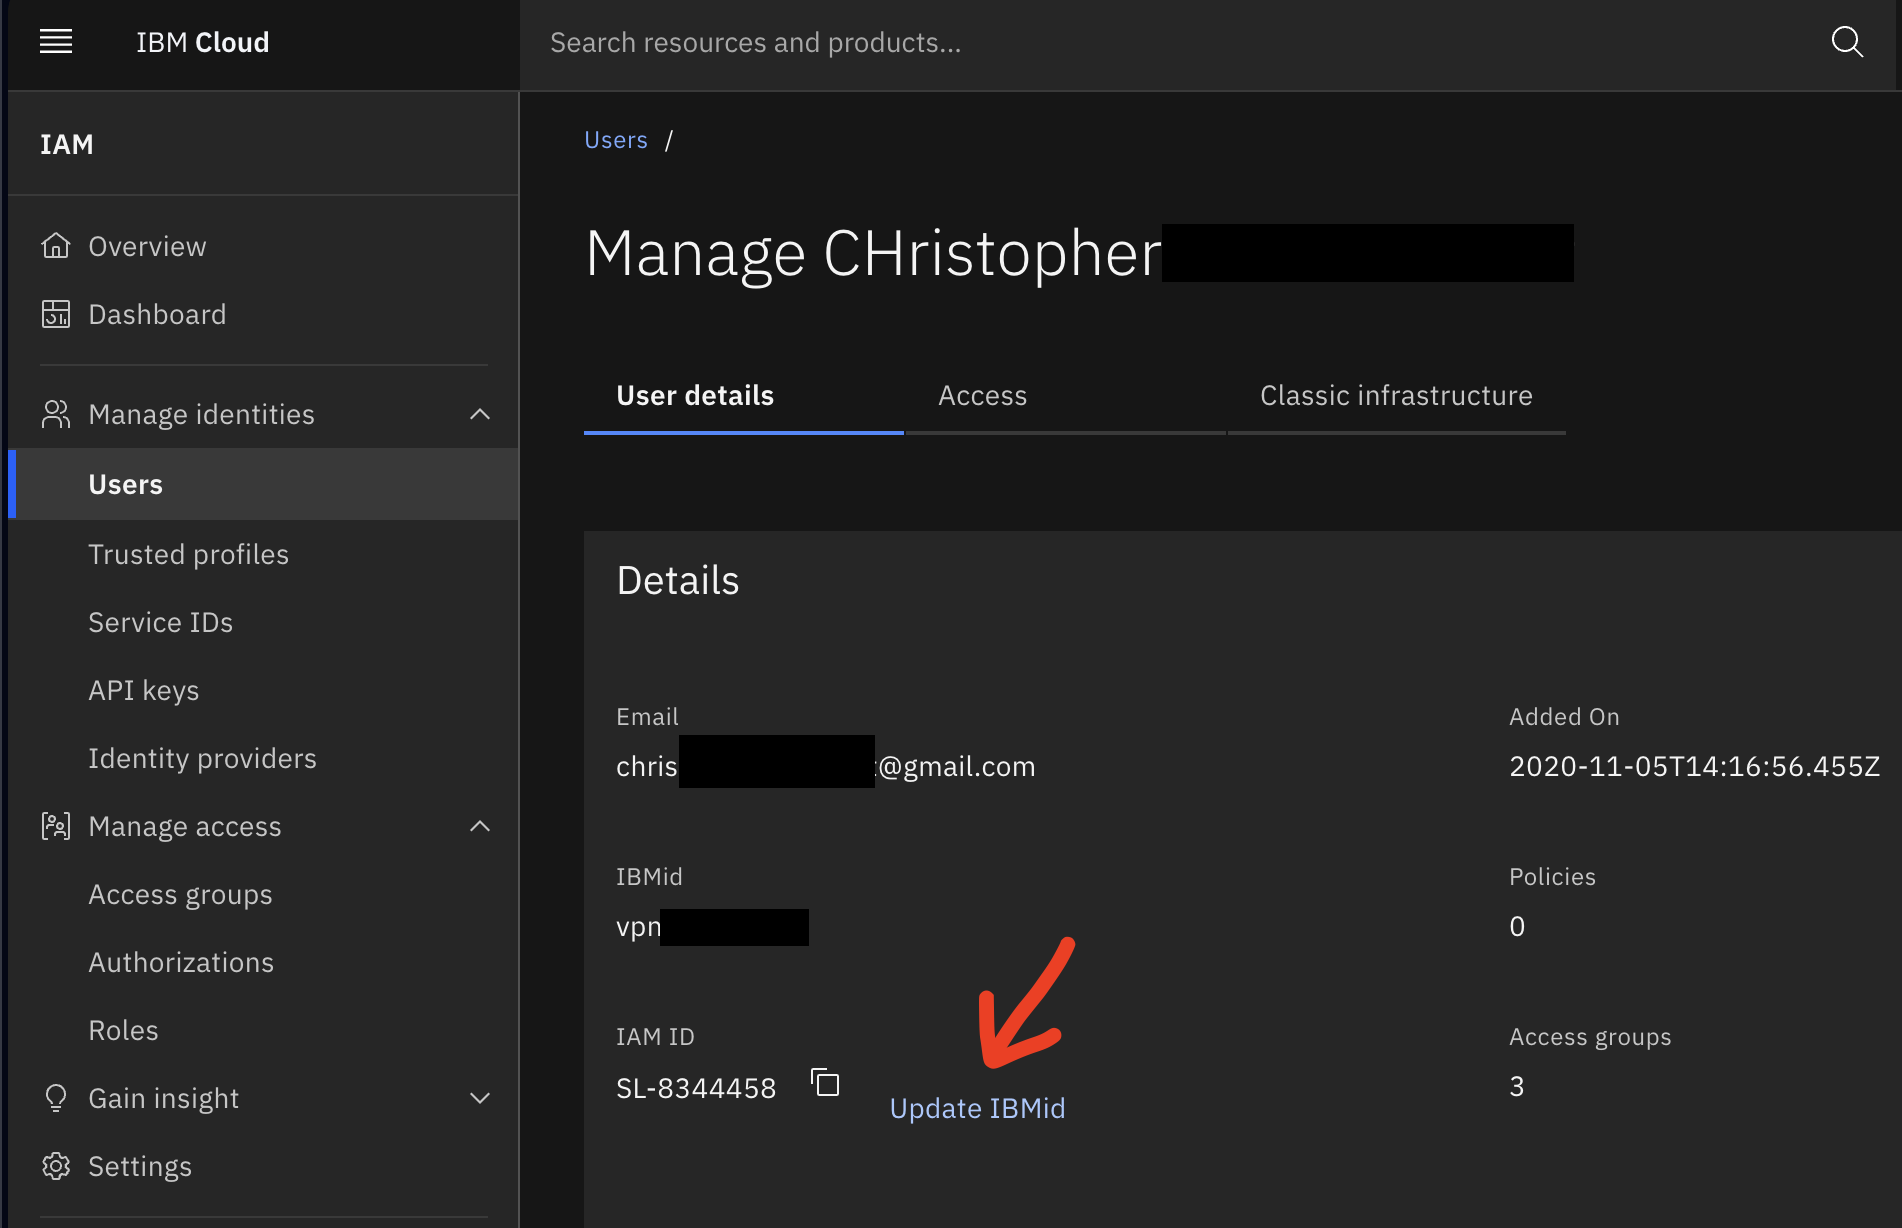 IBM Cloud
Search resources and products...
IAM
Overview
Dashboard
Manage identities
Users
Trusted profiles
Service IDs
API keys
Identity providers
Manage access
Access groups
Authorizations
Roles
Gain insight
Settings
Users /
Manage CHristopher
User details
Access
Classic infrastructure
Details
Email
chris @gmail.com
Added On
2020-11-05T14:16:56.455Z
IBMid
vpn
Policies
0
IAM ID
SL-8344458
Update IBMid
Access groups
3